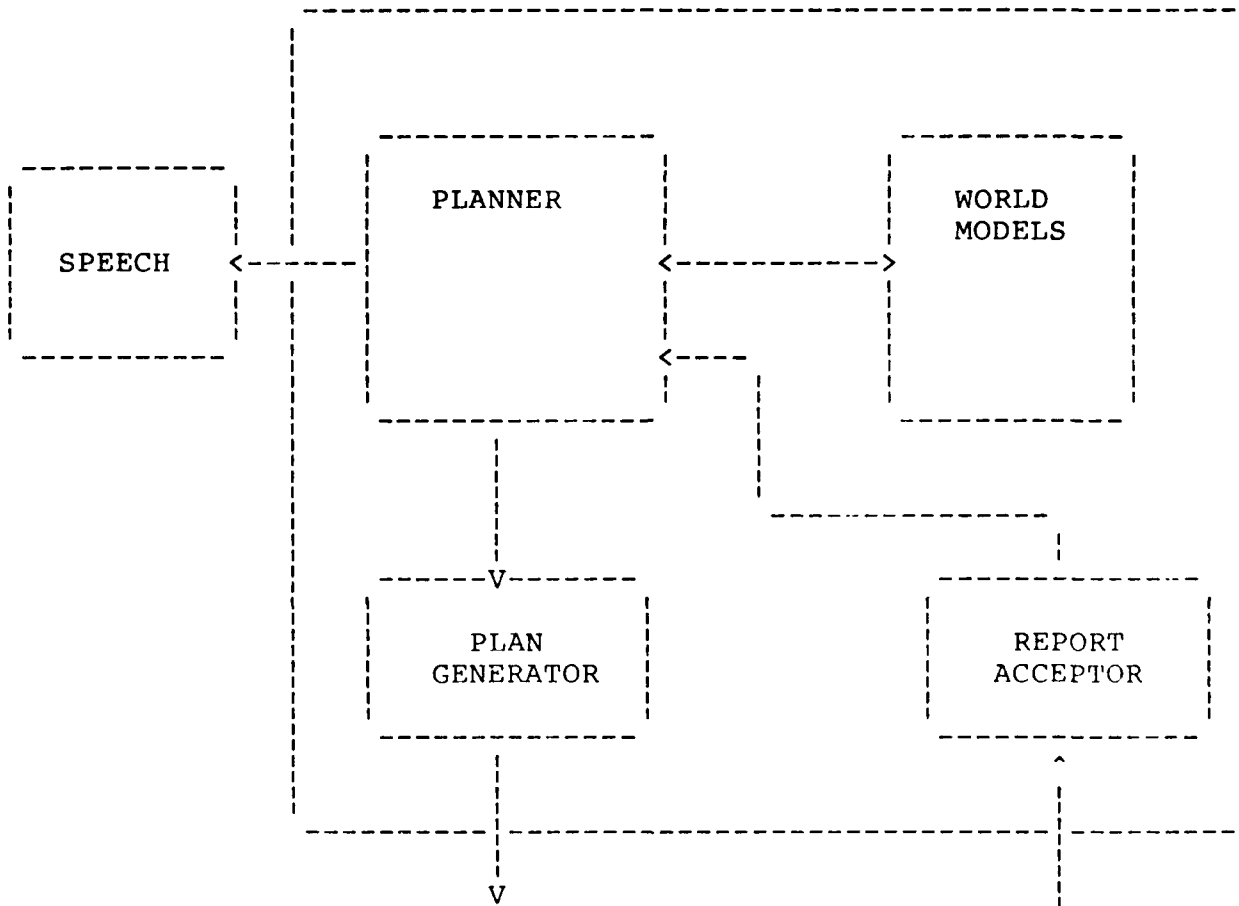 PLANNER
WORLD
MODELS
SPEECH
PLAN
GENERATOR
REPORT
ACCEPTOR